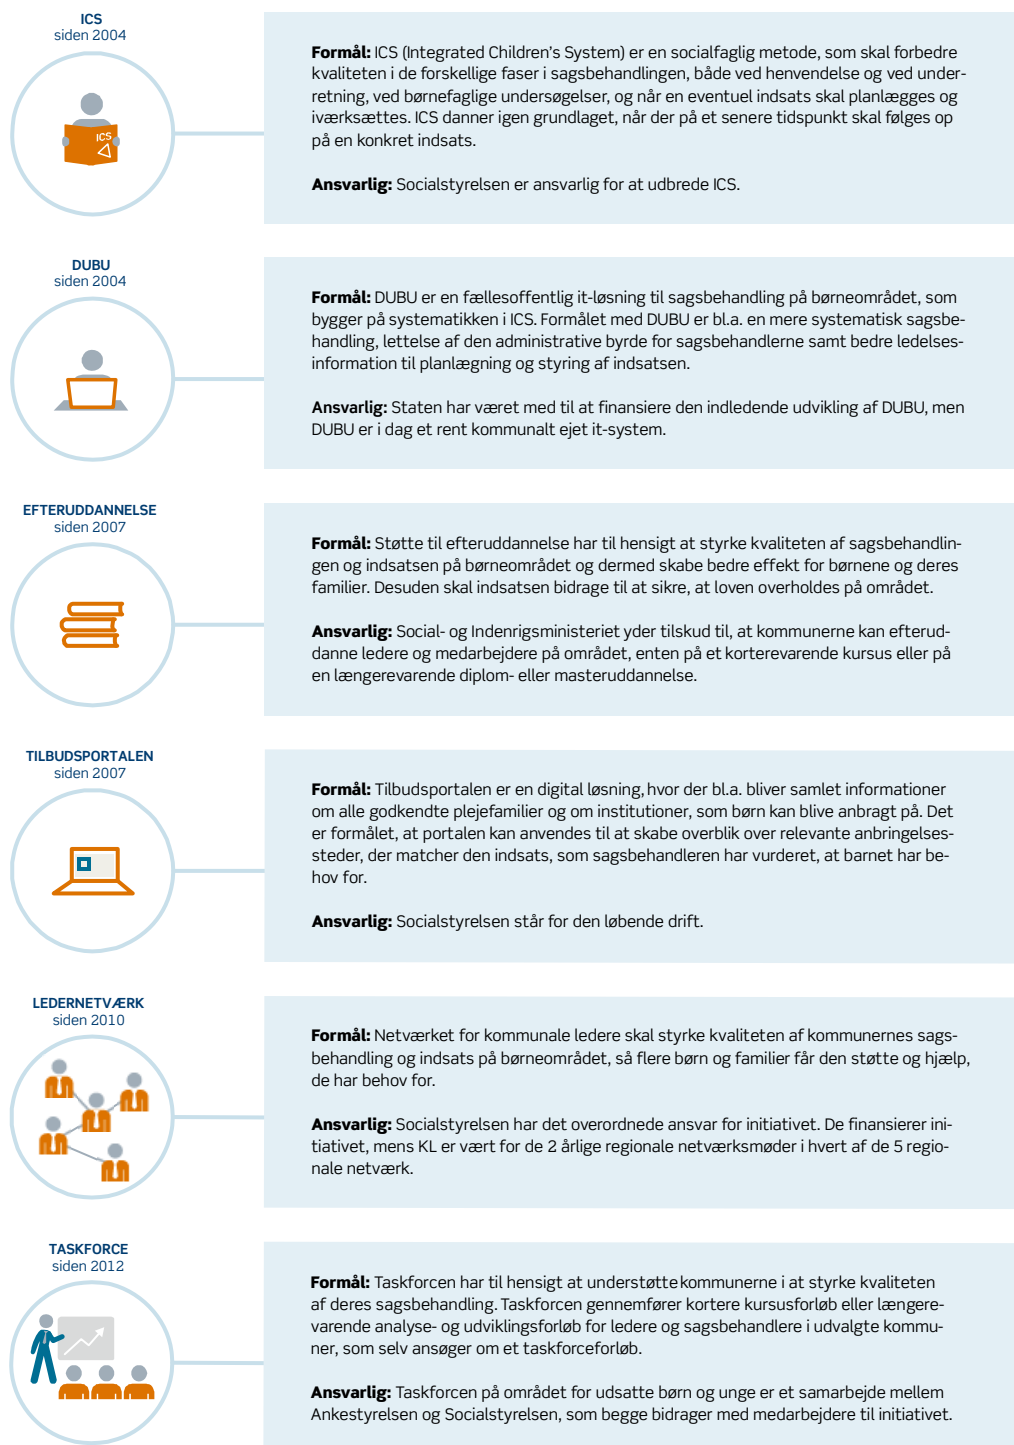 ICS
siden 2004
ICS
Formål: ICS (Integrated Children's System) er en socialfaglig metode, som skal forbedre
kvaliteten i de forskellige faser i sagsbehandlingen, både ved henvendelse og ved under-
retning, ved børnefaglige undersøgelser, og når en eventuel indsats skal planlægges og
iværksættes. ICS danner igen grundlaget, når der på et senere tidspunkt skal følges op
på en konkret indsats.
Ansvarlig: Socialstyrelsen er ansvarlig for at udbrede ICS.
DUBU
siden 2004
Formål: DUBU er en fællesoffentlig it-løsning til sagsbehandling på børneområdet, som
bygger på systematikken i ICS. Formålet med DUBU er bl.a. en mere systematisk sagsbe-
handling, lettelse af den administrative byrde for sagsbehandlerne samt bedre ledelses-
information til planlægning og styring af indsatsen.
Ansvarlig: Staten har været med til at finansiere den indledende udvikling af DUBU, men
DUBU er i dag et rent kommunalt ejet it-system.
EFTERUDDANNELSE
siden 2007
Formål: Støtte til efteruddannelse har til hensigt at styrke kvaliteten af sagsbehandlin-
gen og indsatsen på børneområdet og dermed skabe bedre effekt for børnene og deres
familier. Desuden skal indsatsen bidrage til at sikre, at loven overholdes på området.
Ansvarlig: Social- og Indenrigsministeriet yder tilskud til, at kommunerne kan efterud-
danne ledere og medarbejdere på området, enten på et korterevarende kursus eller på
en længerevarende diplom- eller masteruddannelse.
TILBUDSPORTALEN
siden 2007
Formål: Tilbudsportalen er en digital løsning, hvor der bl.a. bliver samlet informationer
om alle godkendte plejefamilier og om institutioner, som børn kan blive anbragt på. Det
er formålet, at portalen kan anvendes til at skabe overblik over relevante anbringelses-
steder, der matcher den indsats, som sagsbehandleren har vurderet, at barnet har be-
hov for.
Ansvarlig: Socialstyrelsen står for den løbende drift.
LEDERNETVÆRK
siden 2010
Formål: Netværket for kommunale ledere skal styrke kvaliteten af kommunernes sags-
behandling og indsats på børneområdet, så flere børn og familier får den støtte og hjælp,
de har behov for.
Ansvarlig: Socialstyrelsen har det overordnede ansvar for initiativet. De finansierer ini-
tiativet, mens KL er vært for de 2 årlige regionale netværksmøder i hvert af de 5 regio-
nale netværk.
TASKFORCE
siden 2012
Formål: Taskforcen har til hensigt at understøtte kommunerne i at styrke kvaliteten
af deres sagsbehandling. Taskforcen gennemfører kortere kursusforløb eller længere-
varende analyse- og udviklingsforløb for ledere og sagsbehandlere i udvalgte kommu-
ner, som selv ansøger om et taskforceforløb.
Ansvarlig: Taskforcen på området for udsatte børn og unge er et samarbejde mellem
Ankestyrelsen og Socialstyrelsen, som begge bidrager med medarbejdere til initiativet.